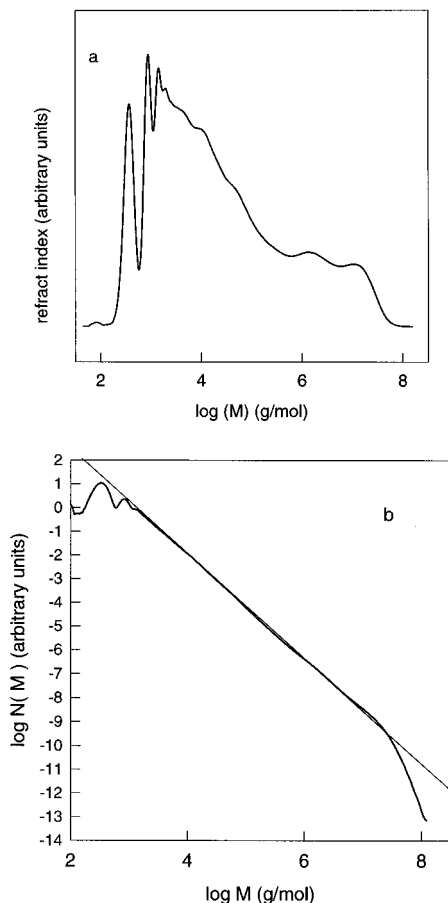 a
refract index (arbitrary units)
2 4 6 8
log (M) (g/mol)
b
log N( M ) (arbitrary units)
2
1
0
-1
-2
-3
-4
-5
-6
-7
-8
-9
-10
-11
-12
-13
-14
2 4 6 8
log M (g/mol)